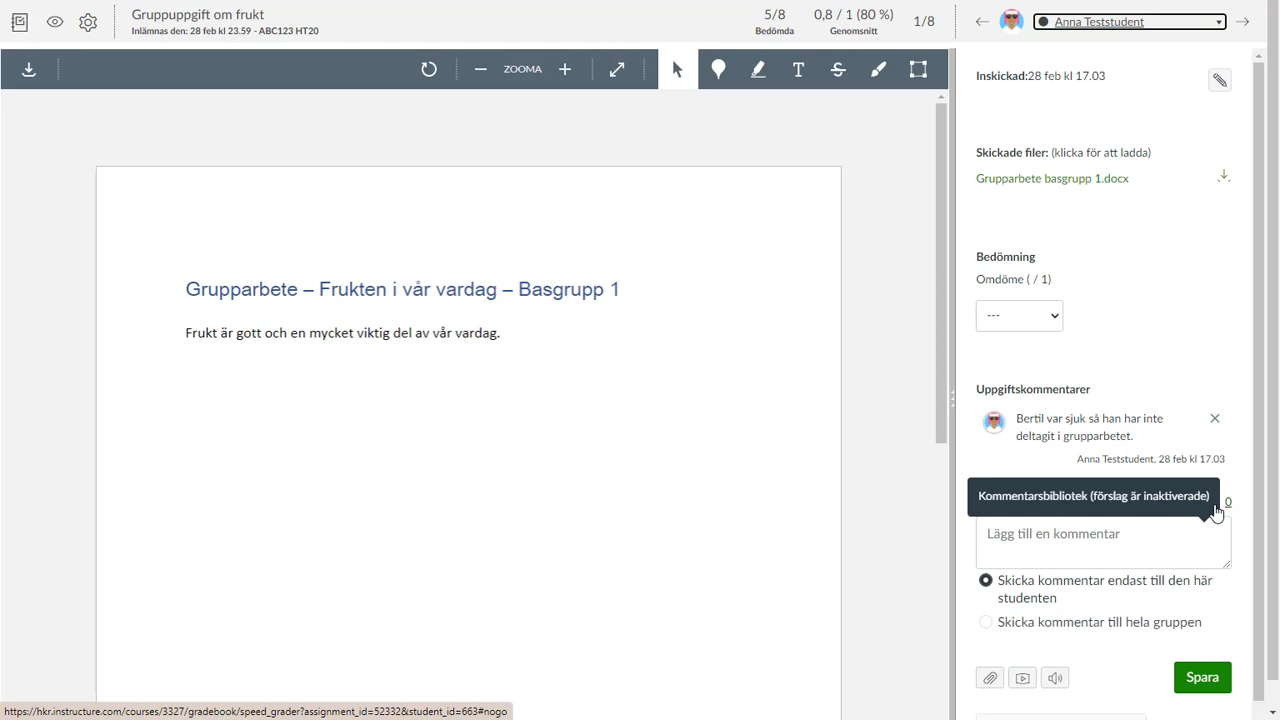 Gruppuppgift om frukt
Inlämnas den: 28 feb kl 23.59 - ABC123 HT20
5/8
Bedömda
0,8 / 1 (80 %)
Genomsnitt
1/8
Anna Teststudent
ZOOMA
T
S
Grupparbete – Frukten i vår vardag – Basgrupp 1
Frukt är gott och en mycket viktig del av vår vardag.
Inskickad:28 feb kl 17.03
Skickade filer: (klicka för att ladda)
Grupparbete basgrupp 1.docx
Bedömning
Omdöme ( / 1)
---
Uppgiftskommentarer
Bertil var sjuk så han har inte
deltagit i grupparbetet.
Anna Teststudent, 28 feb kl 17.03
Kommentarsbibliotek (förslag är inaktiverade)
0
Lägg till en kommentar
Skicka kommentar endast till den här
studenten
Skicka kommentar till hela gruppen
Spara
https://hkr.instructure.com/courses/3327/gradebook/speed_grader?assignment_id=52332&student_id=663#nogo